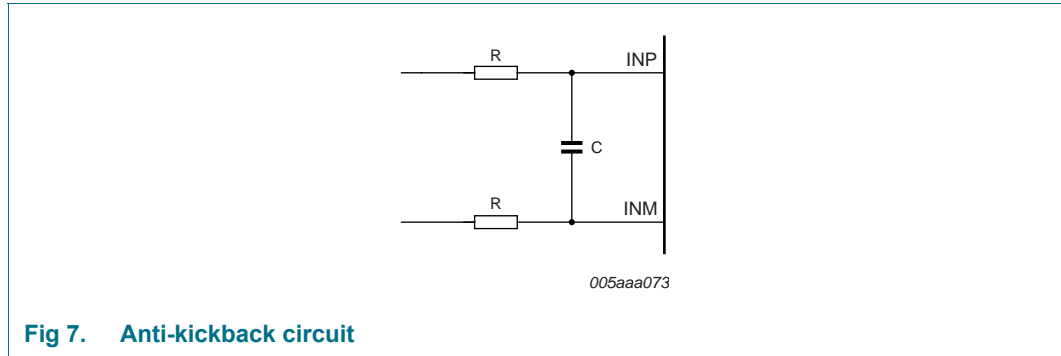 R
INP
C
R
INM
005aaa073
Fig 7. Anti-kickback circuit